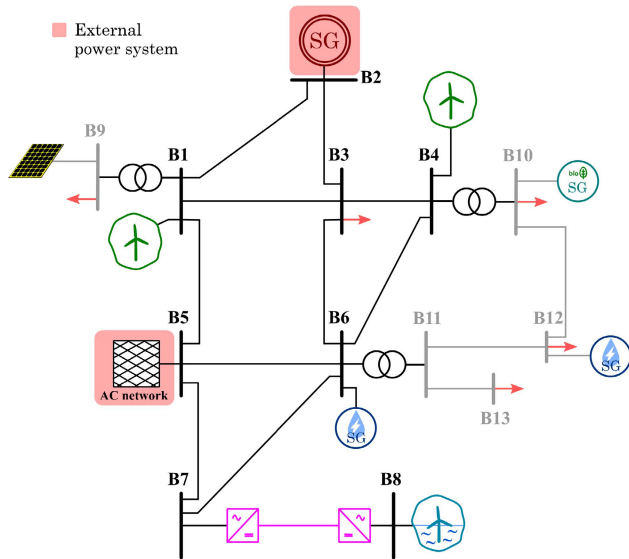 External
power system
SG
B2
B9
B1
B3
B4
B10
bio
SG
B5
B6
B11
B12
AC network
SG
SG
B13
B7
B8